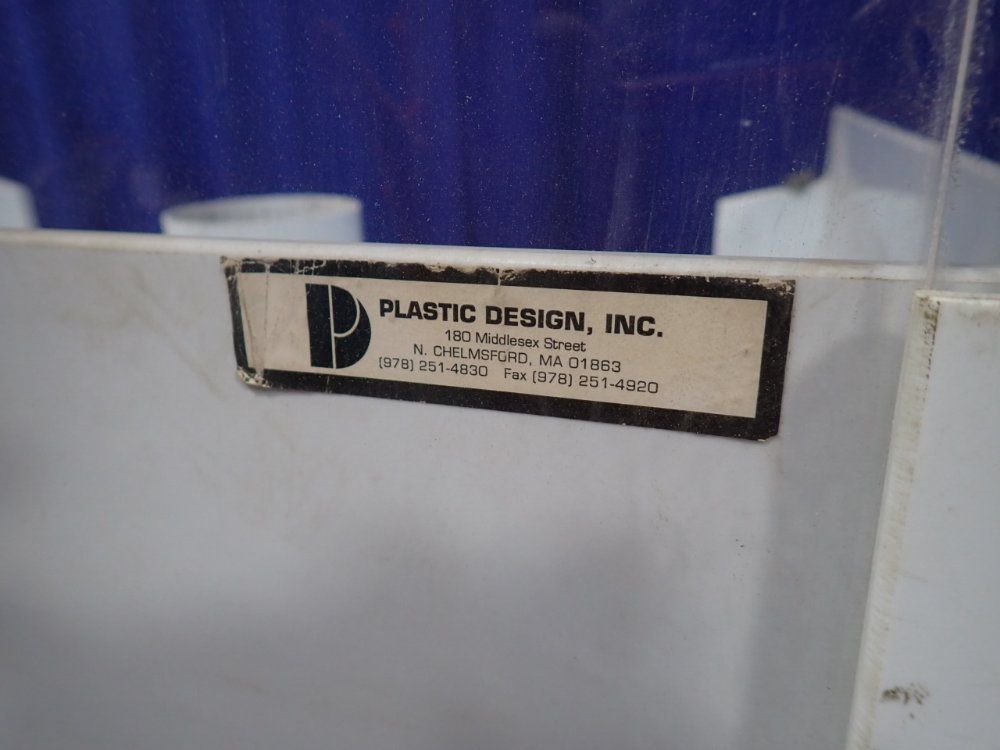 PLASTIC DESIGN, INC.
180 Middlesex Street
N. CHELMSFORD, MA 01863
(978) 251-4830 Fax (978) 251-4920